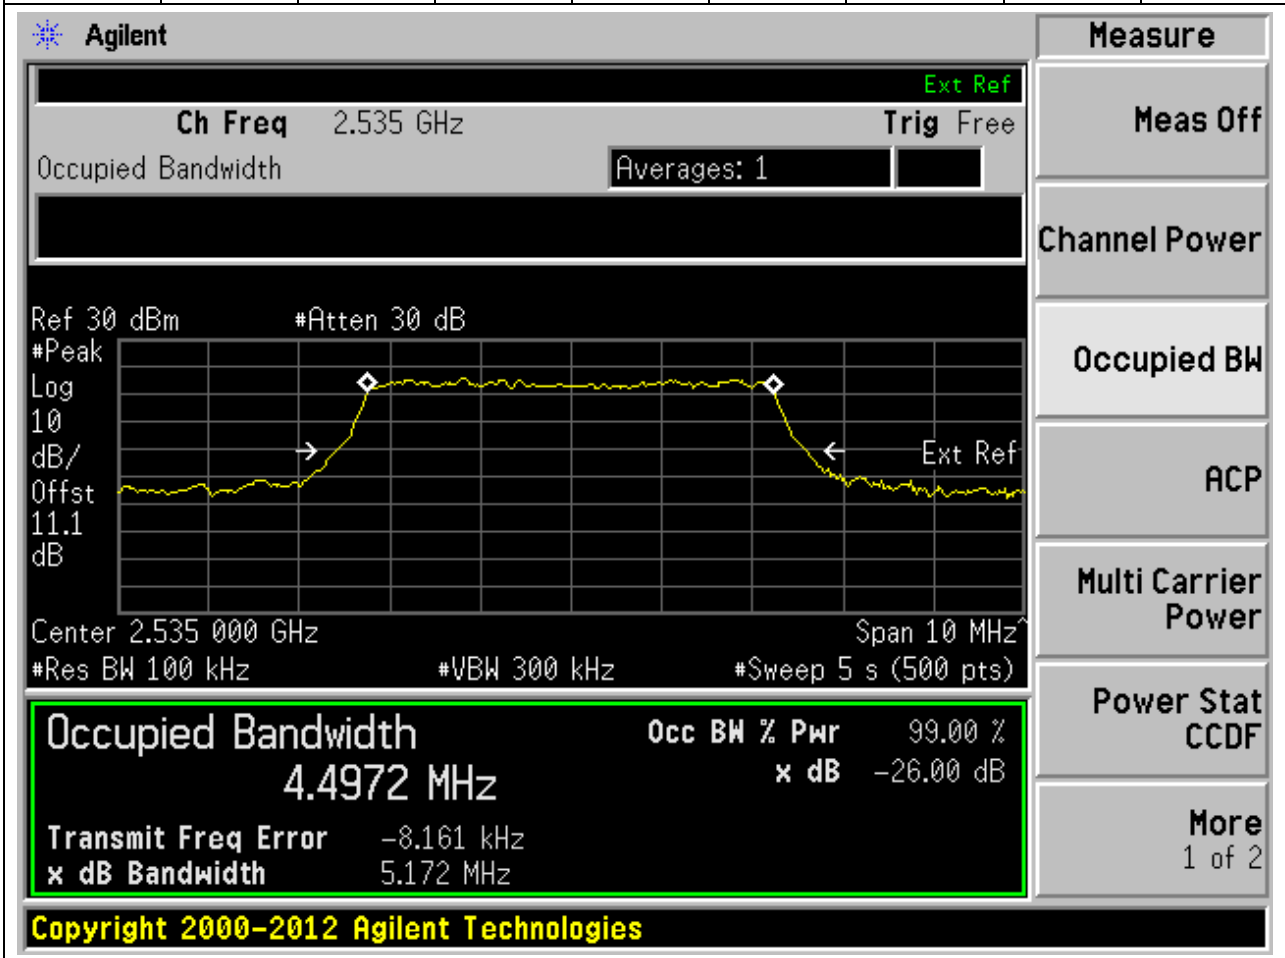 Agilent
Measure
Ext Ref
Ch Freq 2.535 GHz Trig Free
Meas Off
Occupied Bandwidth Averages: 1
Channel Power
Ref 30 dBm #Atten 30 dB
#Peak
Log
10
dB/
Offst
11.1
dB
Ext Ref
Occupied BW
ACP
Center 2.535 000 GHz Span 10 MHz^
#Res BW 100 kHz #VBW 300 kHz #Sweep 5 s (500 pts)
Multi Carrier
Power
Occupied Bandwidth Occ BW % Pwr 99.00 %
4.4972 MHz x dB -26.00 dB
Transmit Freq Error -8.161 kHz
x dB Bandwidth 5.172 MHz
Power Stat
CCDF
More
1 of 2
Copyright 2000-2012 Agilent Technologies